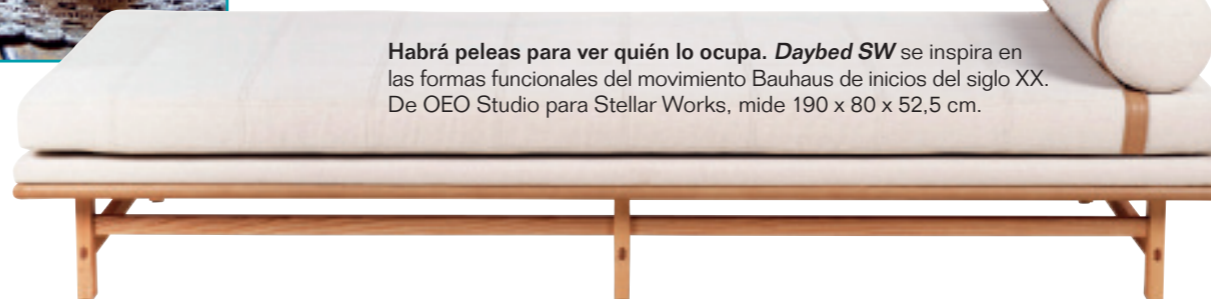 Habrá peleas para ver quién lo ocupa. Daybed SW se inspira en
las formas funcionales del movimiento Bauhaus de inicios del siglo XX.
De OEO Studio para Stellar Works, mide 190 x 80 x 52,5 cm.